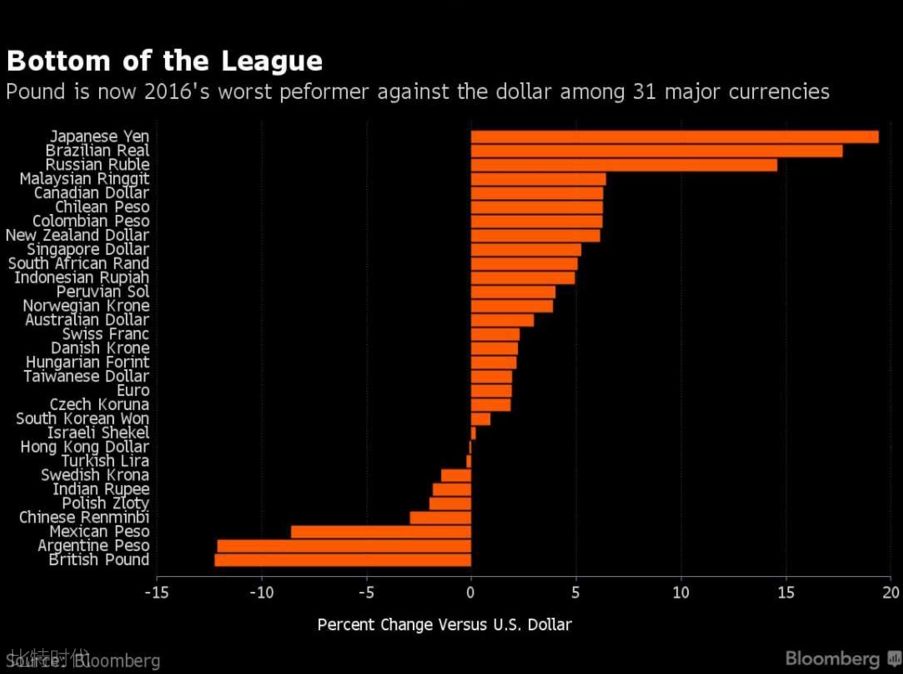 Bottom of the League
Pound is now 2016's worst peformer against the dollar among 31 major currencies
Japanese Yen
Brazilian Real
Russian Ruble
Malaysian Ringgit
Canadian Dollar
Chilean Peso
Colombian Peso
New Zealand Dollar
Singapore Dollar
South African Rand
Indonesian Rupiah
Peruvian Sol
Norwegian Krone
Australian Dollar
Swiss Franc
Danish Krone
Hungarian Forint
Taiwanese Dollar
Euro
Czech Koruna
South Korean Won
Israeli Shekel
Hong Kong Dollar
Turkish Lira
Swedish Krona
Indian Rupee
Polish Zloty
Chinese Renminbi
Mexican Peso
Argentine Peso
British Pound
-15 -10 -5 0 5 10 15 20
Percent Change Versus U.S. Dollar
比特时代
Source: Bloomberg
Bloomberg